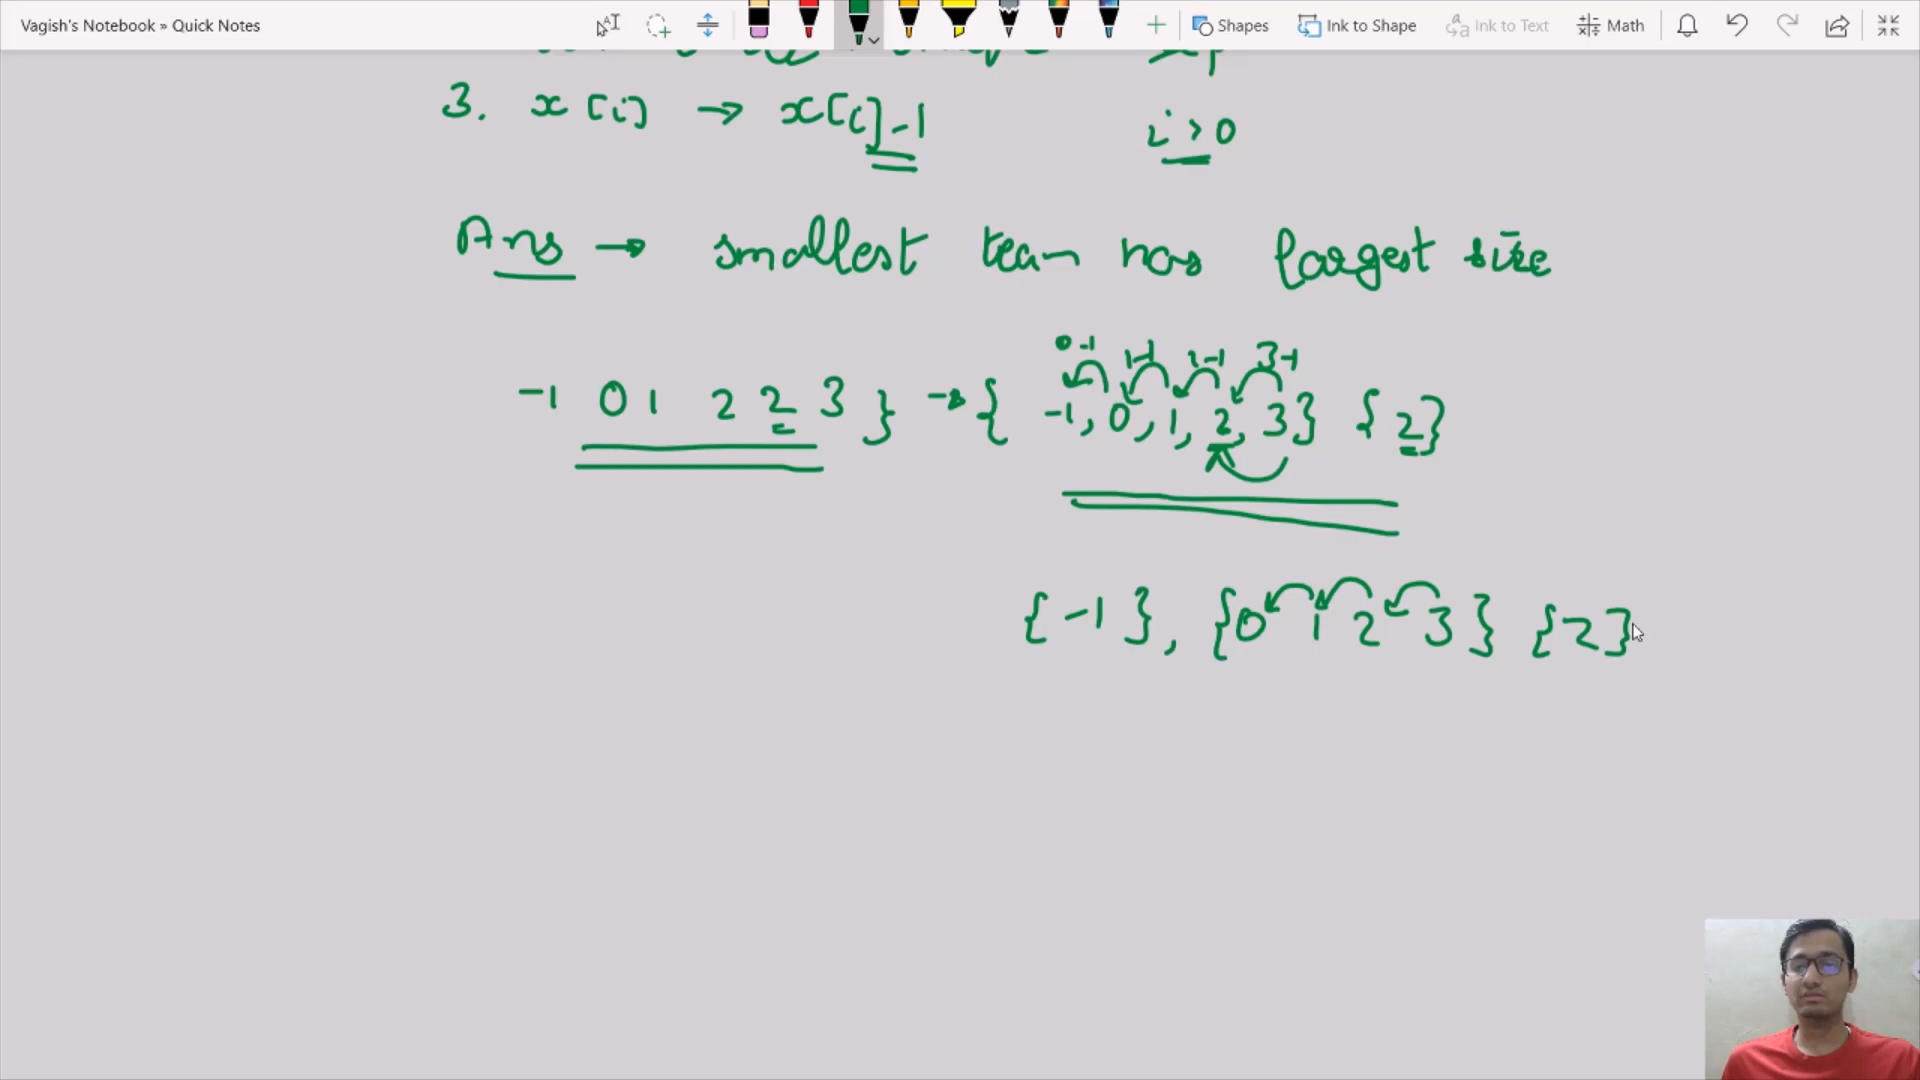 Vagish's Notebook » Quick Notes
Shapes Ink to Shape Ink to Text Math
3. x[i] → x[i]-1 i>0
Ans → smallest team has largest size
0-1 1-1 2-1 3-1
-1 0 1 2 2 3 } → { -1, 0, 1, 2, 3} {2}
{-1}, {0 1 2 3} {2}